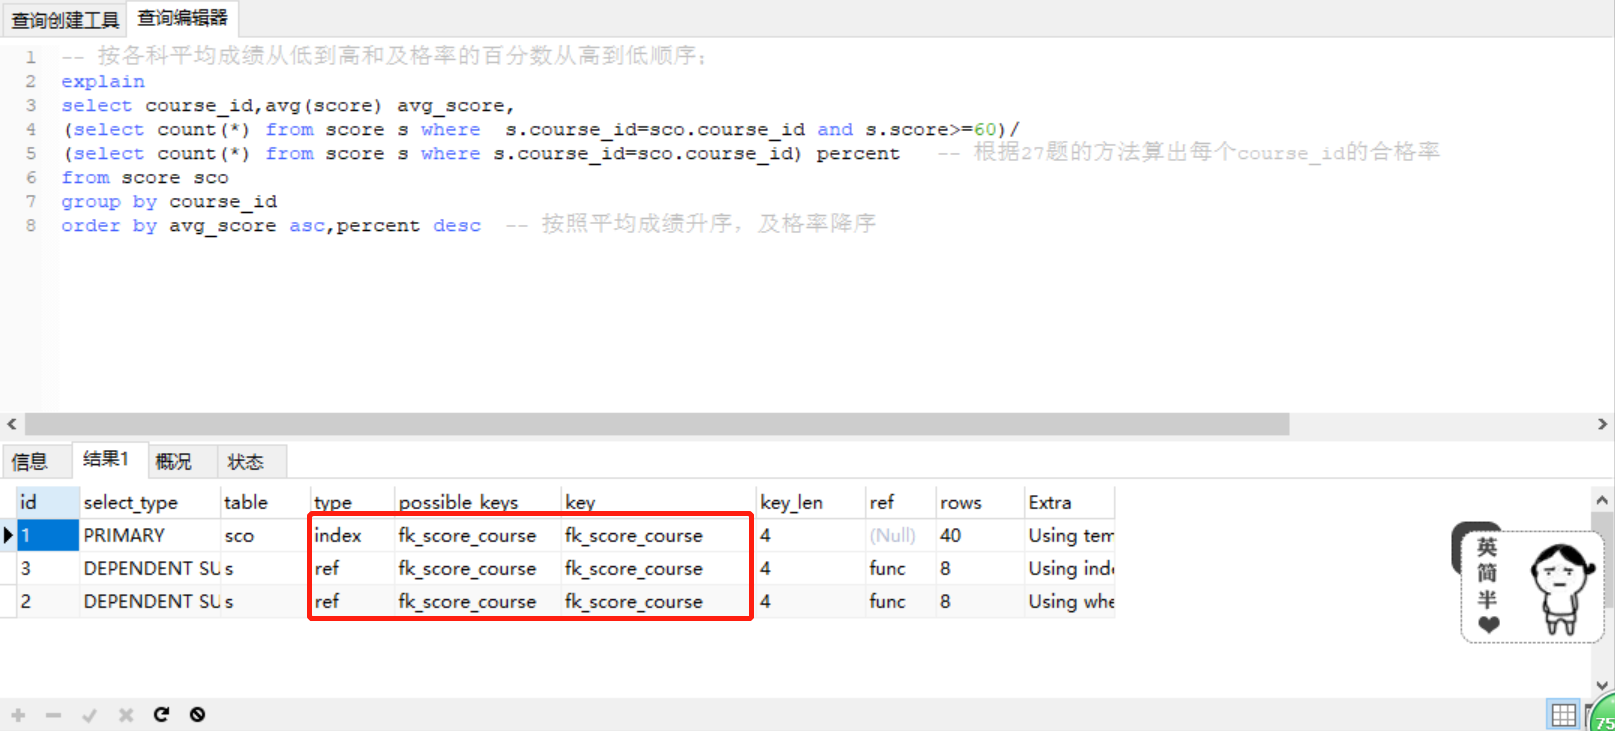 查询创建工具 查询编辑器
1 -- 按各科平均成绩从低到高和及格率的百分数从高到低顺序;
2 explain
3 select course_id,avg(score) avg_score,
4 (select count(*) from score s where  s.course_id=sco.course_id and s.score>=60)/
5 (select count(*) from score s where s.course_id=sco.course_id) percent   -- 根据27题的方法算出每个course_id的合格率
6 from score sco
7 group by course_id
8 order by avg_score asc,percent desc  -- 按照平均成绩升序，及格率降序
信息 结果1 概况 状态
id select_type table type possible_keys key key_len ref rows Extra
1 PRIMARY sco index fk_score_course fk_score_course 4 (Null) 40 Using tem
3 DEPENDENT SU s ref fk_score_course fk_score_course 4 func 8 Using inde
2 DEPENDENT SU s ref fk_score_course fk_score_course 4 func 8 Using whe
英
简
半
75